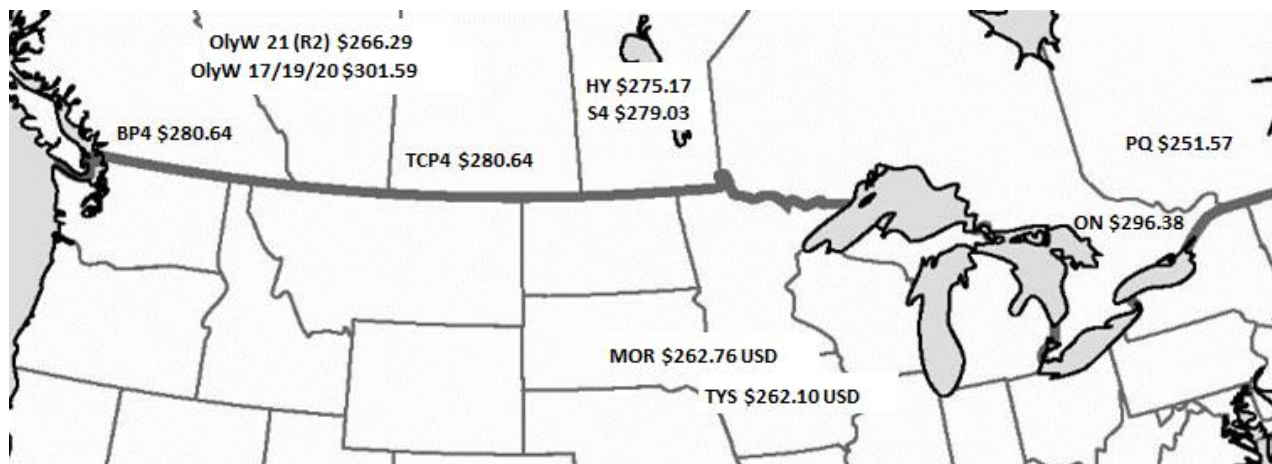 OlyW 21 (R2) $266.29
OlyW 17/19/20 $301.59
HY $275.17
S4 $279.03
BP4 $280.64
TCP4 $280.64
PQ $251.57
ON $296.38
MOR $262.76 USD
TYS $262.10 USD